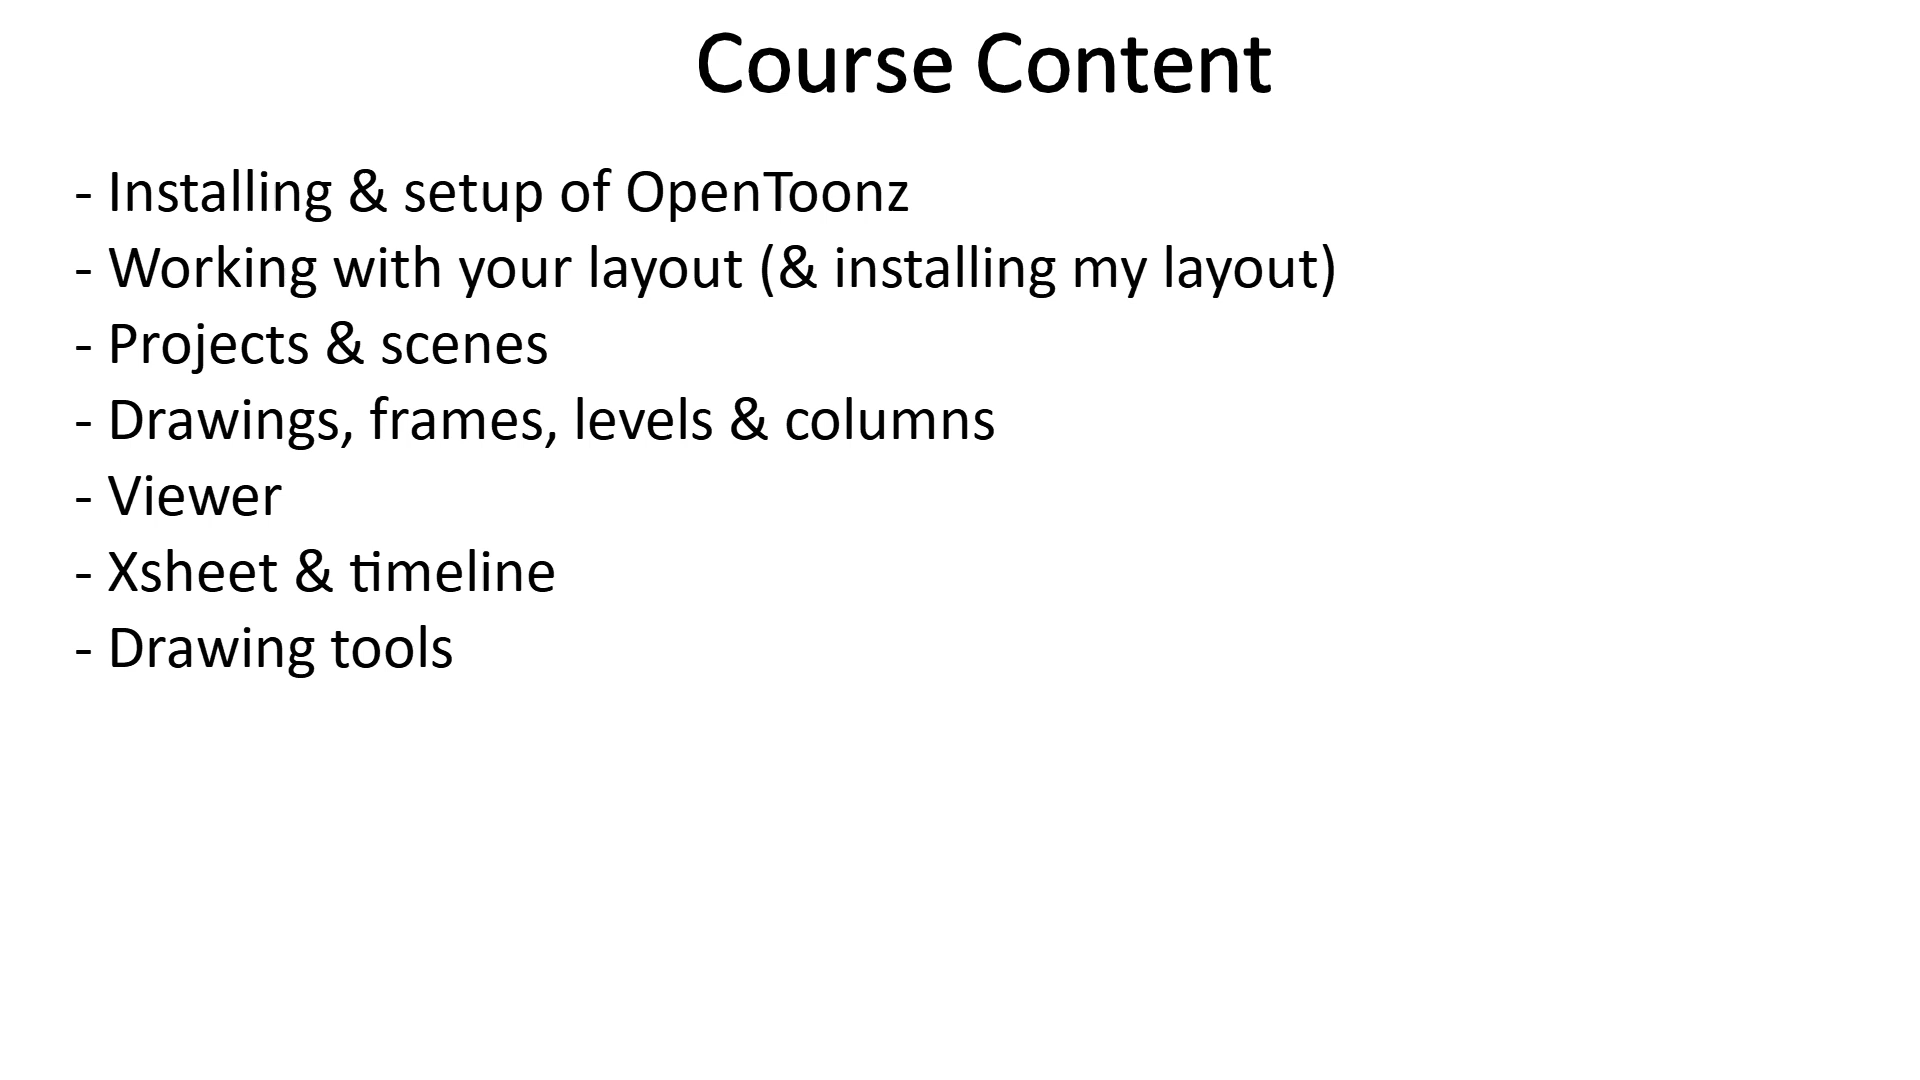 Course Content
- Installing & setup of OpenToonz
- Working with your layout (& installing my layout)
- Projects & scenes
- Drawings, frames, levels & columns
- Viewer
- Xsheet & timeline
- Drawing tools